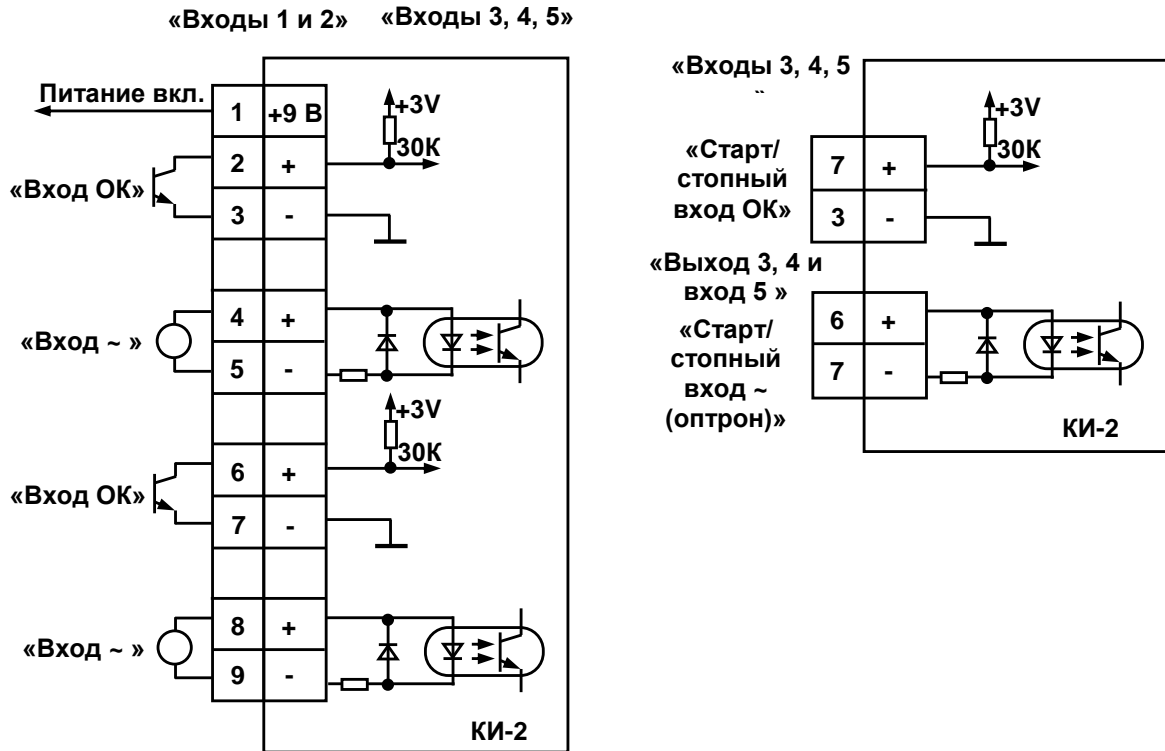 «Входы 1 и 2» «Входы 3, 4, 5»
Питание вкл.
1 +9 В
+3V
30К
2 +
«Вход ОК»
3 -
4 +
«Вход ~ »
5 -
+3V
30К
6 +
«Вход ОК»
7 -
8 +
«Вход ~ »
9 -
КИ-2
«Входы 3, 4, 5
»
+3V
30К
«Старт/
стопный
вход ОК»
7 +
3 -
«Выход 3, 4 и
вход 5 »
«Старт/
стопный
вход ~
(оптрон)»
6 +
7 -
КИ-2